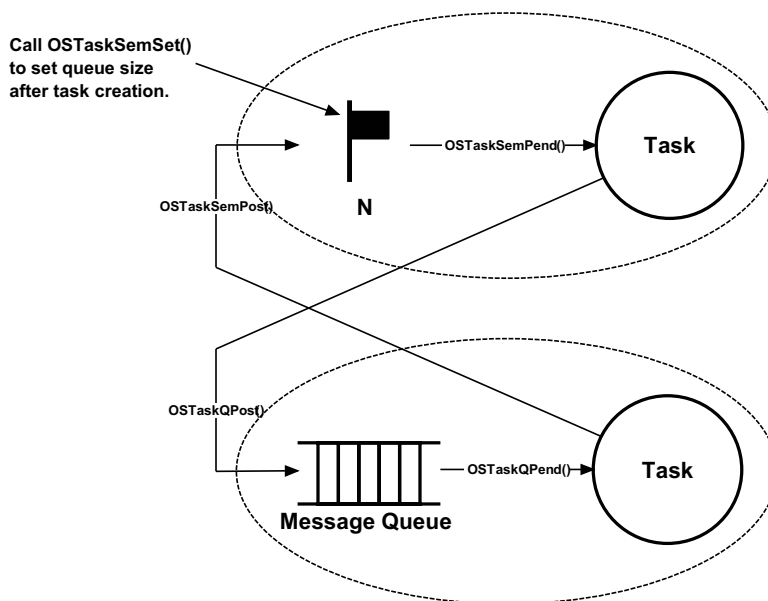 Call OSTaskSemSet()
to set queue size
after task creation.
OSTaskSemPend()
Task
OSTaskSemPost()
N
OSTaskQPost()
OSTaskQPend()
Task
Message Queue